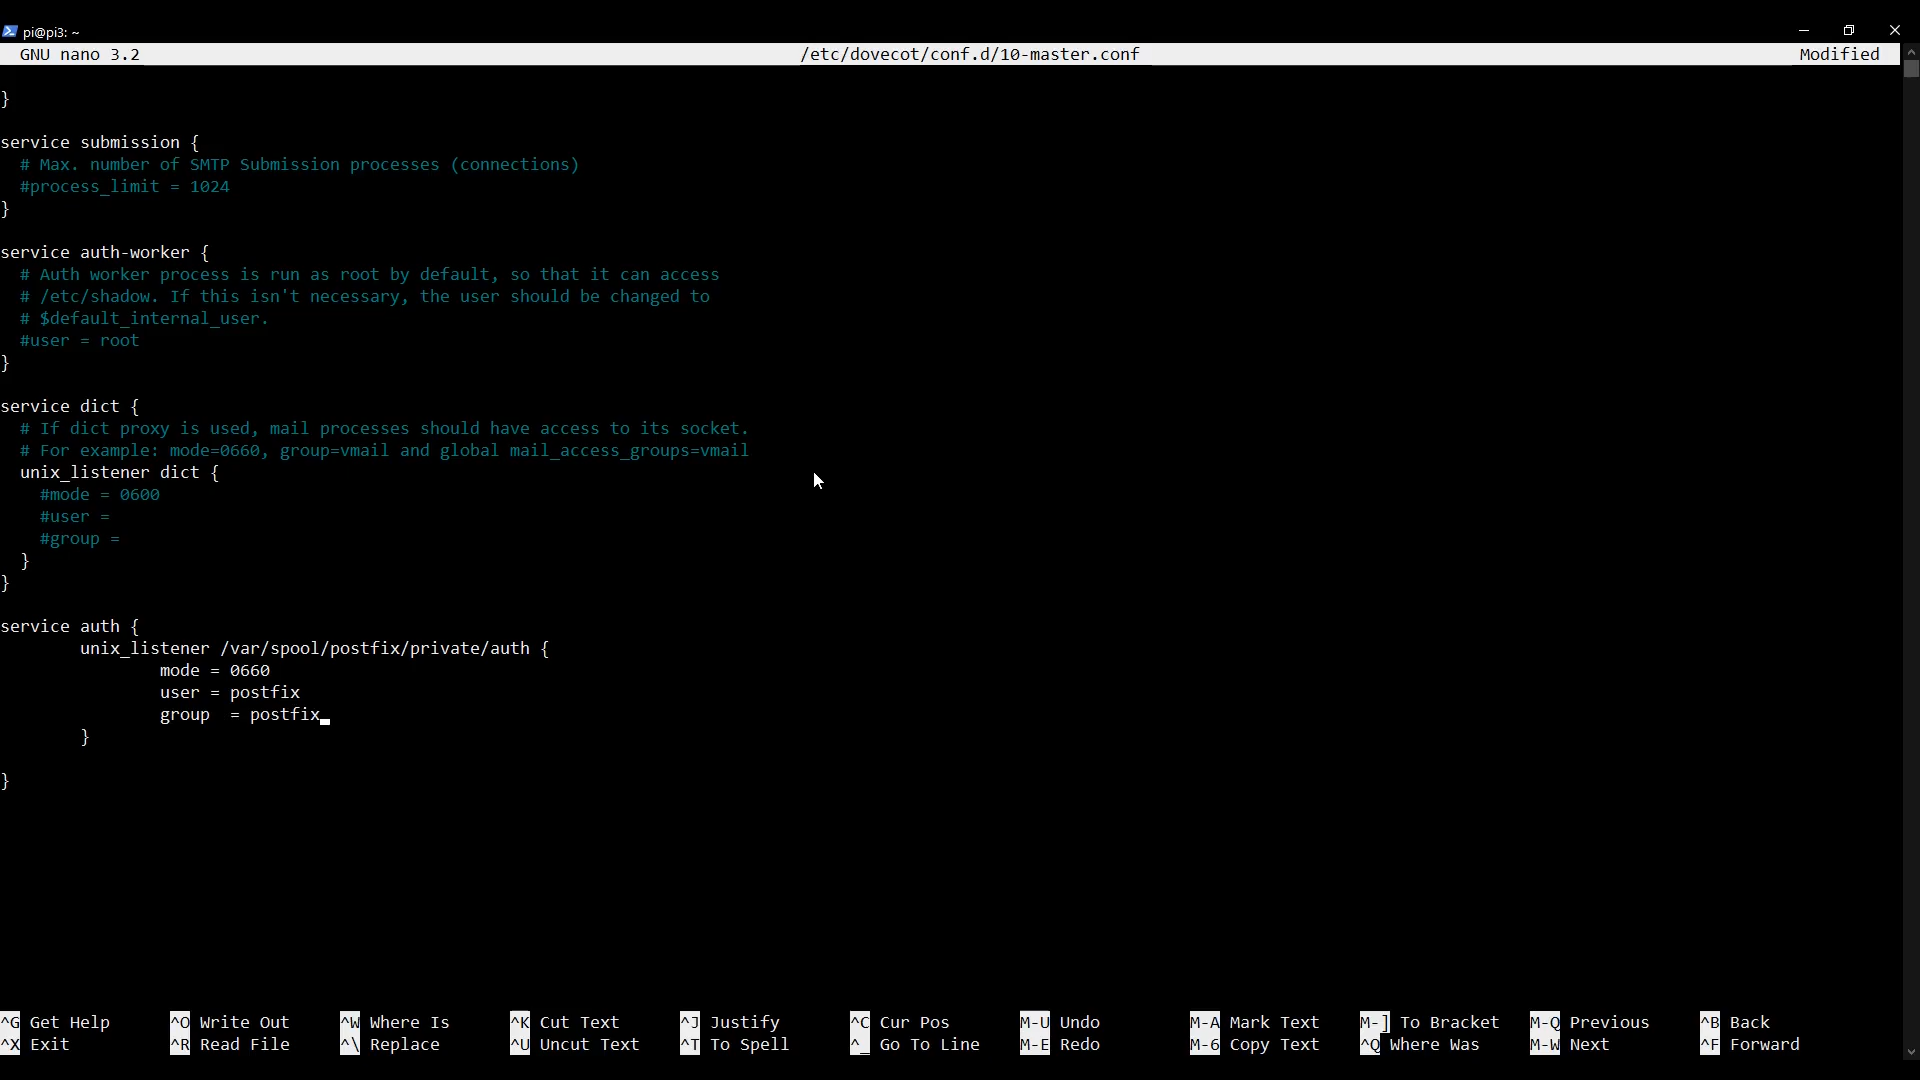 pi@pi3: ~
GNU nano 3.2 /etc/dovecot/conf.d/10-master.conf Modified
}
service submission {
# Max. number of SMTP Submission processes (connections)
#process_limit = 1024
}
service auth-worker {
# Auth worker process is run as root by default, so that it can access
# /etc/shadow. If this isn't necessary, the user should be changed to
# $default_internal_user.
#user = root
}
service dict {
# If dict proxy is used, mail processes should have access to its socket.
# For example: mode=0660, group=vmail and global mail_access_groups=vmail
unix_listener dict {
#mode = 0600
#user =
#group =
}
}
service auth {
unix_listener /var/spool/postfix/private/auth {
mode = 0660
user = postfix
group  = postfix
}
}
^G Get Help ^O Write Out ^W Where Is ^K Cut Text ^J Justify ^C Cur Pos M-U Undo M-A Mark Text M-] To Bracket M-Q Previous ^B Back
^X Exit ^R Read File ^\ Replace ^U Uncut Text ^T To Spell ^_ Go To Line M-E Redo M-6 Copy Text ^Q Where Was M-W Next ^F Forward